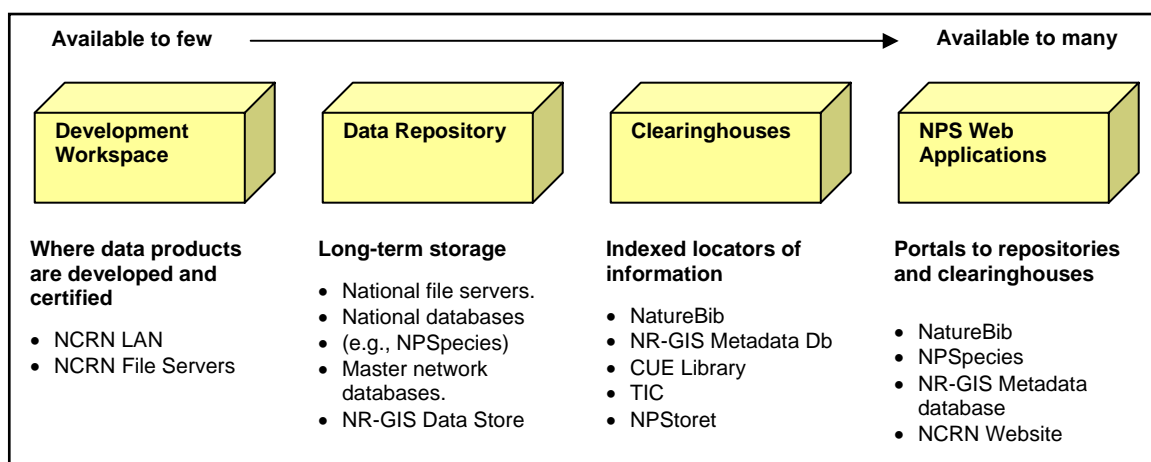 Available to few
Available to many
Development
Workspace
Data Repository
Clearinghouses
NPS Web
Applications
Where data products
are developed and
certified
• NCRN LAN
• NCRN File Servers
Long-term storage
• National file servers.
• National databases
• (e.g., NPSpecies)
• Master network
databases.
• NR-GIS Data Store
Indexed locators of
information
• NatureBib
• NR-GIS Metadata Db
• CUE Library
• TIC
• NPStoret
Portals to repositories
and clearinghouses
• NatureBib
• NPSpecies
• NR-GIS Metadata
database
• NCRN Website